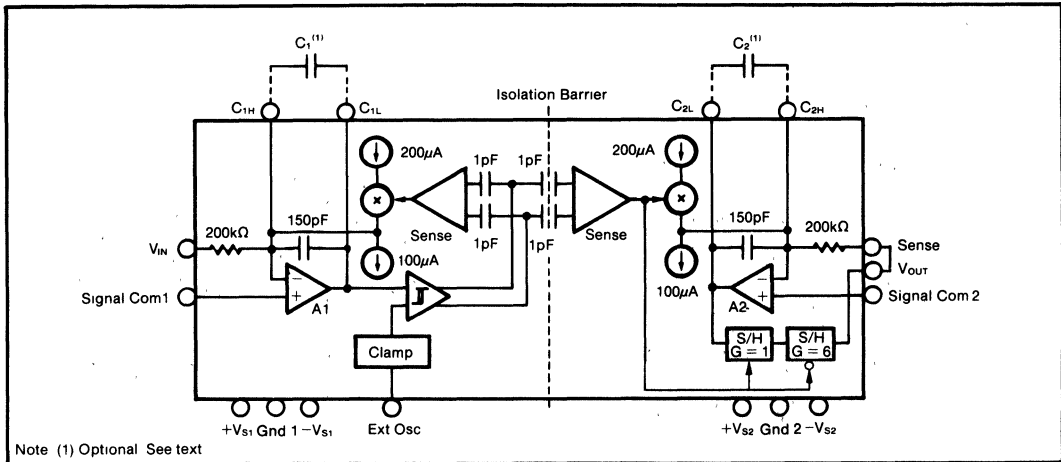 C₁⁽¹⁾
C₂⁽¹⁾
Isolation Barrier
C₁H
C₁L
C₂L
C₂H
200μA
1pF
1pF
200μA
×
×
150pF
150pF
200kΩ
200kΩ
VIN
Sense
1pF
1pF
Sense
Sense
100μA
100μA
VOUT
Signal Com1
−
+
A1
−
+
A2
Signal Com 2
Clamp
S/H
G = 1
S/H
G = 6
+VS1 Gnd 1 −VS1
Ext Osc
+VS2 Gnd 2 −VS2
Note (1) Optional See text